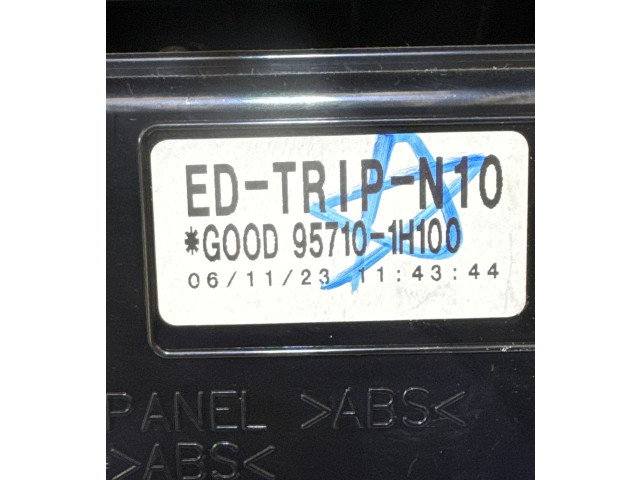 ED-TRIP-N10
*GOOD 95710-1H100
06/11/23 11:43:44
PANEL >ABS<
>ABS<